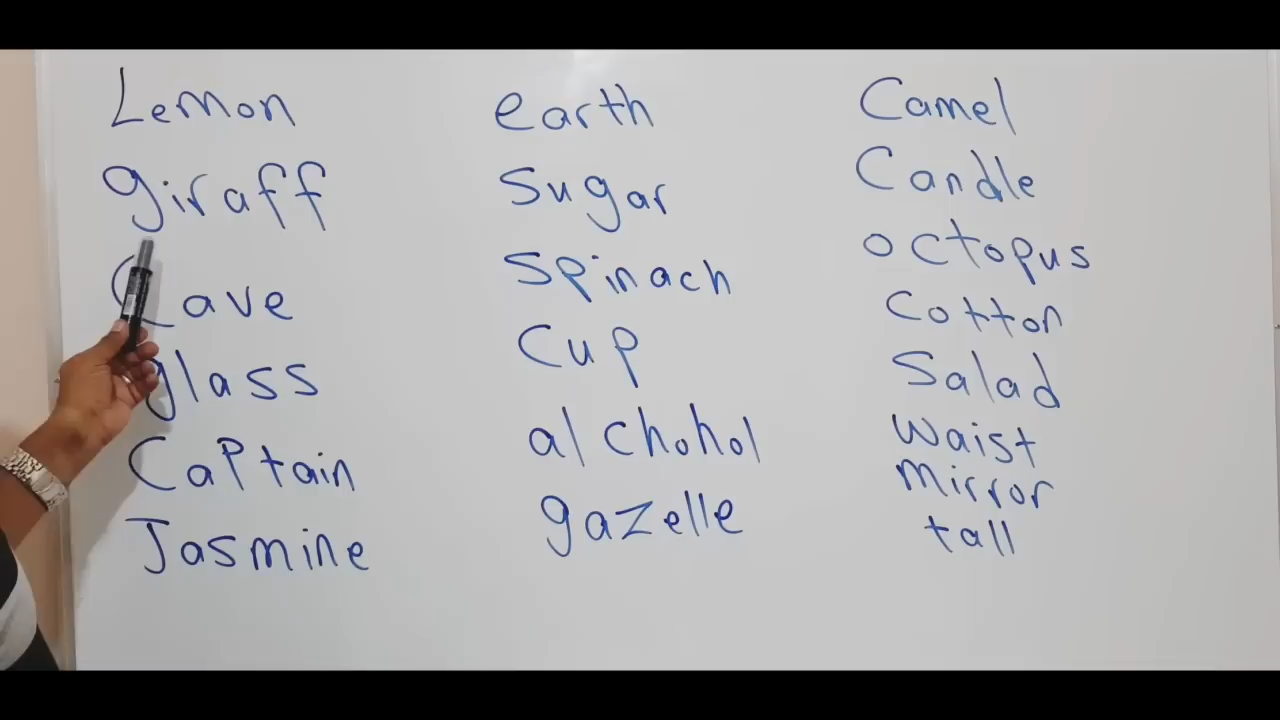 Lemon
giraff
Cave
glass
Captain
Jasmine
earth
Sugar
Spinach
Cup
alchohol
gazelle
Camel
Candle
octopus
Cotton
Salad
waist
mirror
tall